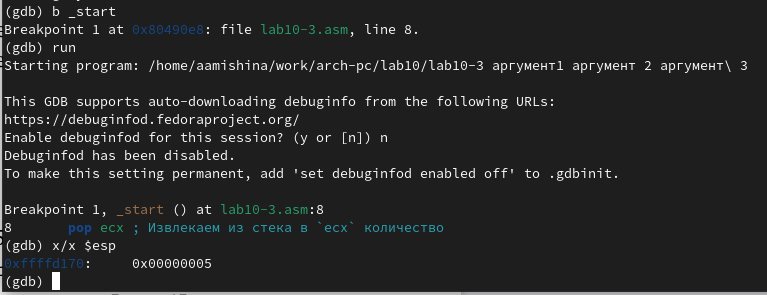 (gdb) b _start
Breakpoint 1 at 0x80490e8: file lab10-3.asm, line 8.
(gdb) run
Starting program: /home/aamishina/work/arch-pc/lab10/lab10-3 аргумент1 аргумент 2 аргумент\ 3

This GDB supports auto-downloading debuginfo from the following URLs:
https://debuginfod.fedoraproject.org/
Enable debuginfod for this session? (y or [n]) n
Debuginfod has been disabled.
To make this setting permanent, add 'set debuginfod enabled off' to .gdbinit.

Breakpoint 1, _start () at lab10-3.asm:8
8       pop ecx ; Извлекаем из стека в `ecx` количество
(gdb) x/x $esp
0xffffd170:     0x00000005
(gdb)